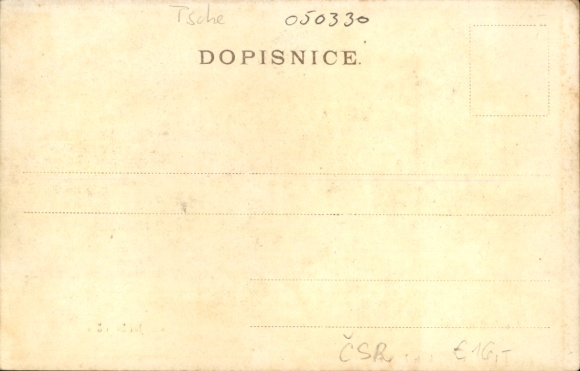 Tsche 050330
DOPISNICE.
ČSR € 16,-